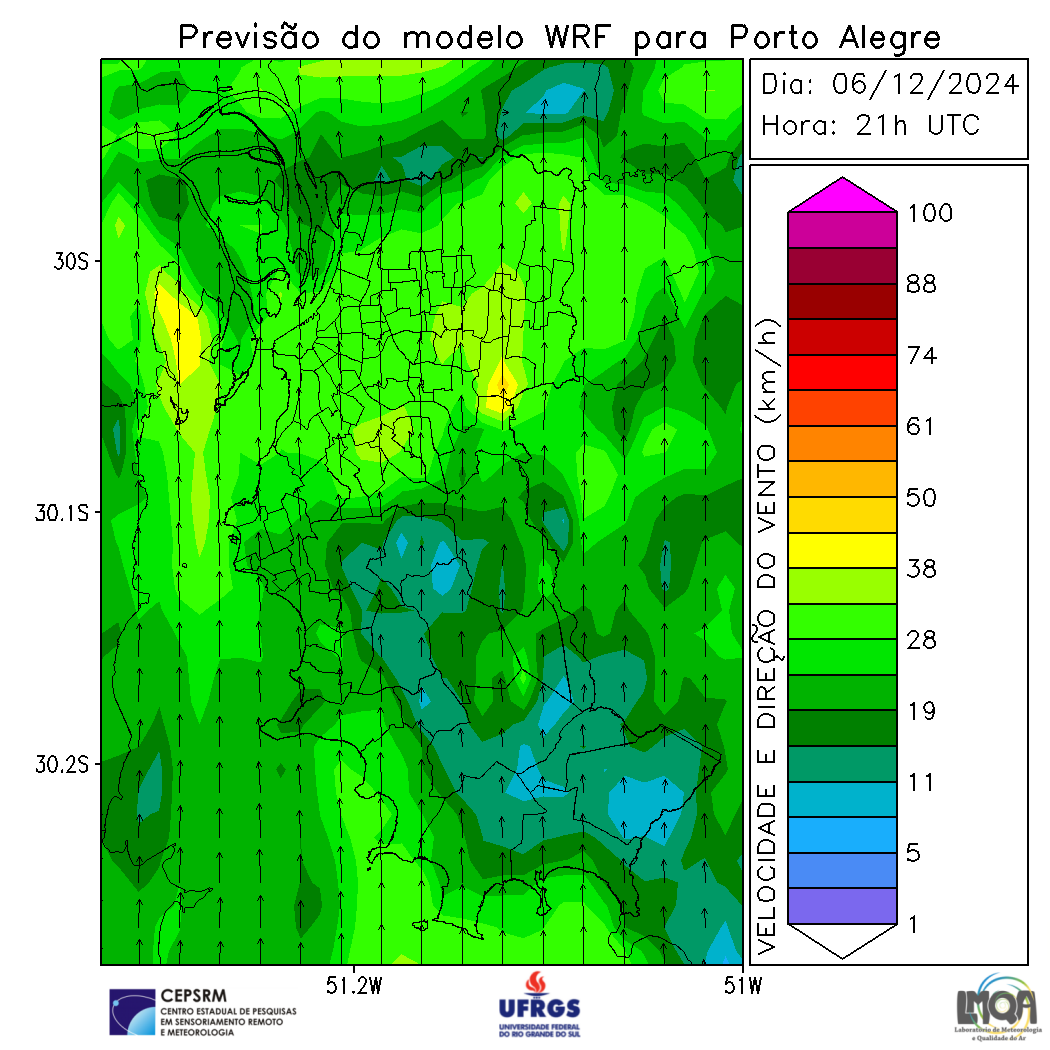 Previsão do modelo WRF para Porto Alegre
Dia: 06/12/2024
Hora: 21h UTC
30S
30.1S
30.2S
51.2W
51W
VELOCIDADE E DIREÇÃO DO VENTO (km/h)
100
88
74
61
50
38
28
19
11
5
1
CEPSRM
CENTRO ESTADUAL DE PESQUISAS
EM SENSORIAMENTO REMOTO
E METEOROLOGIA
UFRGS
UNIVERSIDADE FEDERAL
DO RIO GRANDE DO SUL
LMQA
Laboratório de Meteorologia
e Qualidade do Ar